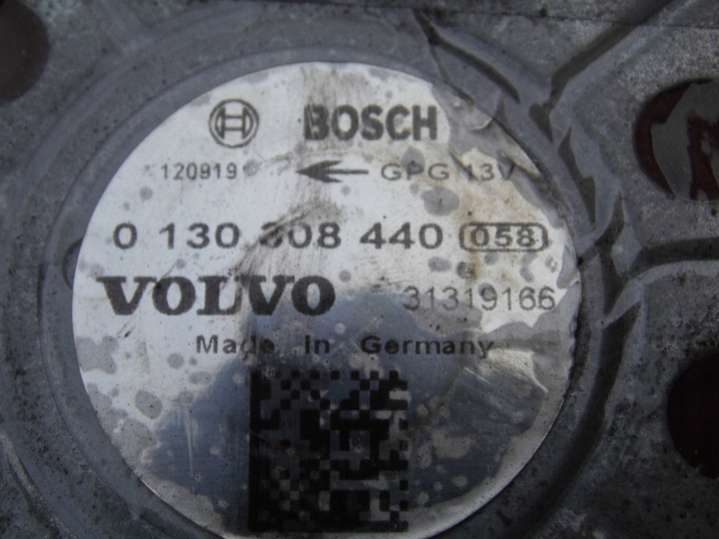 BOSCH
120919 ← GPG 13V
0 130 308 440 058
VOLVO 31319166
Made in Germany